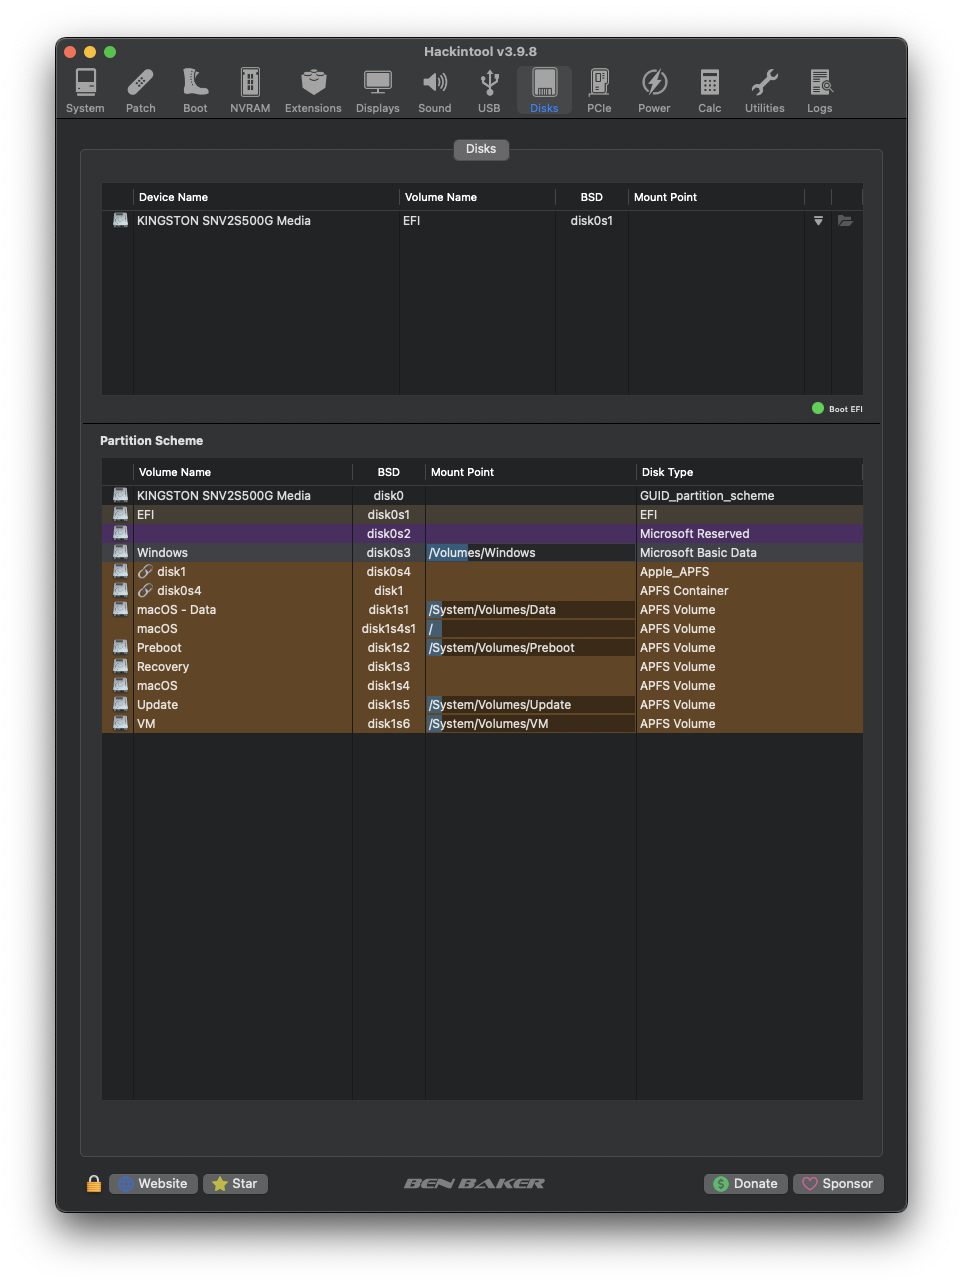 Hackintool v3.9.8
System Patch Boot NVRAM Extensions Displays Sound USB Disks PCIe Power Calc Utilities Logs
Disks
Device Name Volume Name BSD Mount Point
KINGSTON SNV2S500G Media EFI disk0s1
Boot EFI
Partition Scheme
Volume Name BSD Mount Point Disk Type
KINGSTON SNV2S500G Media disk0 GUID_partition_scheme
EFI disk0s1 EFI
disk0s2 Microsoft Reserved
Windows disk0s3 /Volumes/Windows Microsoft Basic Data
disk1 disk0s4 Apple_APFS
disk0s4 disk1 APFS Container
macOS - Data disk1s1 /System/Volumes/Data APFS Volume
macOS disk1s4s1 / APFS Volume
Preboot disk1s2 /System/Volumes/Preboot APFS Volume
Recovery disk1s3 APFS Volume
macOS disk1s4 APFS Volume
Update disk1s5 /System/Volumes/Update APFS Volume
VM disk1s6 /System/Volumes/VM APFS Volume
Website Star BEN BAKER Donate Sponsor